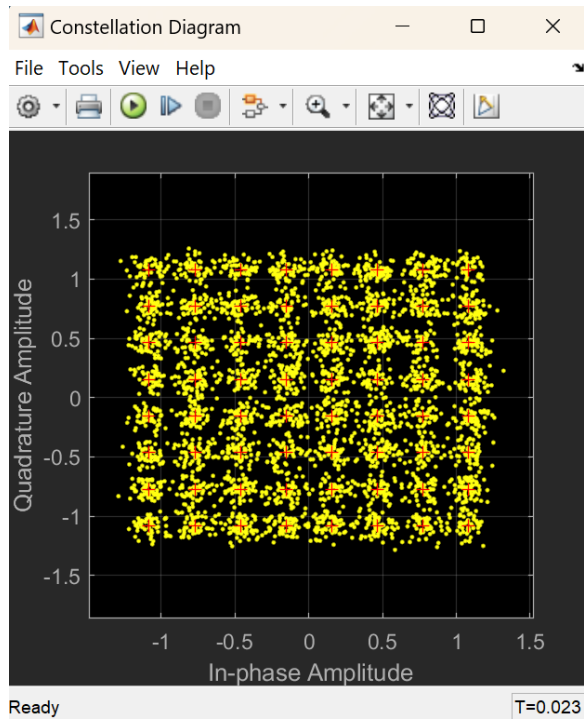 Constellation Diagram
File Tools View Help
1.5
1
0.5
0
-0.5
-1
-1.5
Quadrature Amplitude
-1 -0.5 0 0.5 1 1.5
In-phase Amplitude
Ready T=0.023